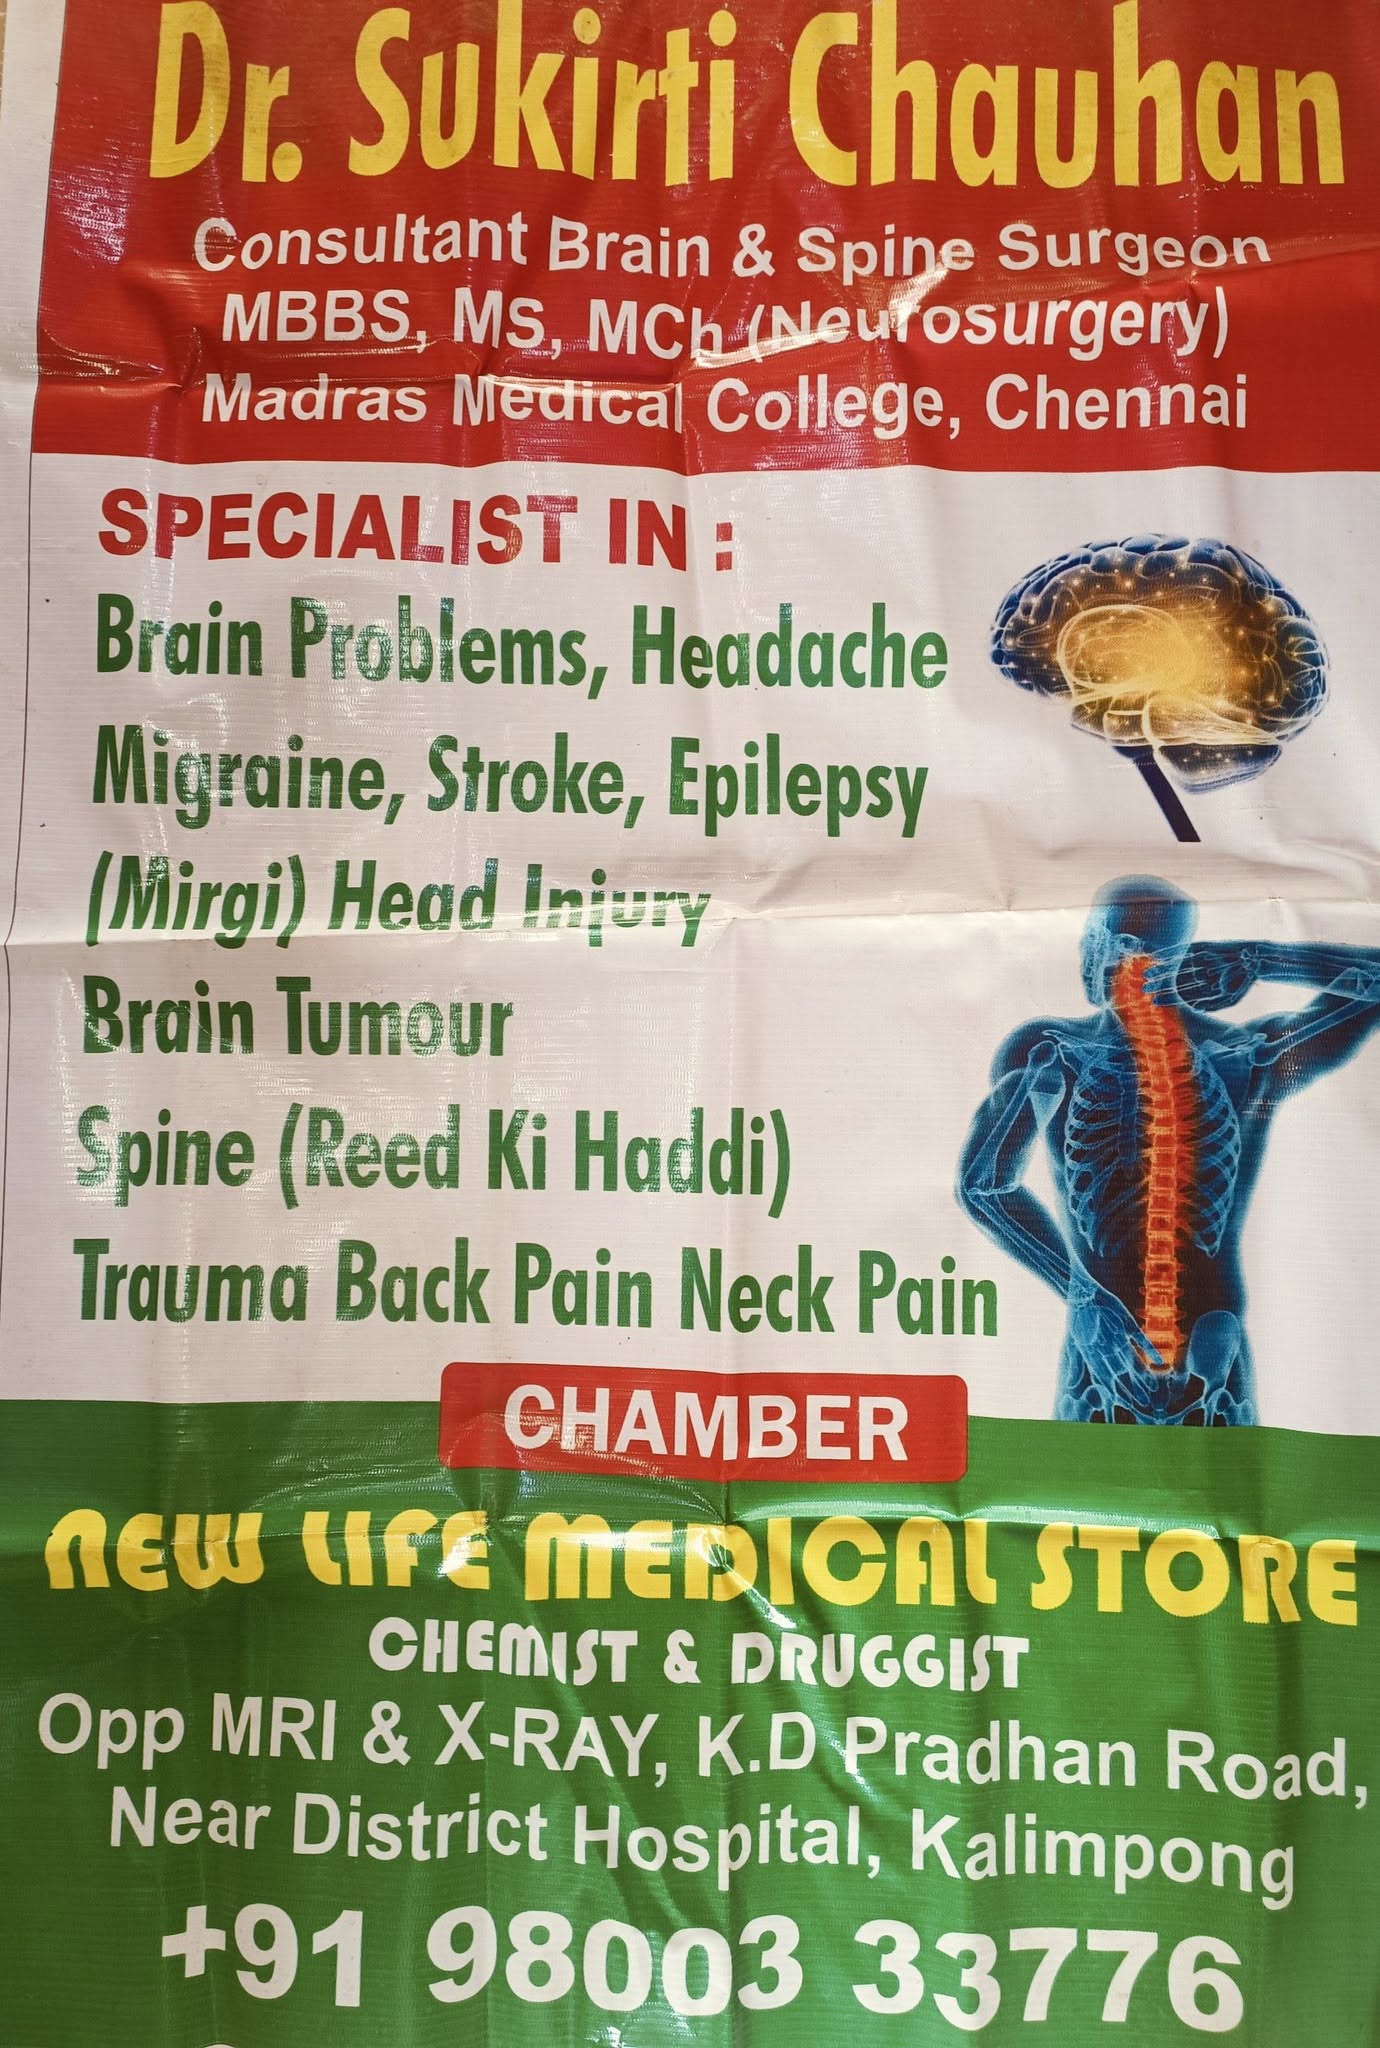 Dr. Sukirti Chauhan
Consultant Brain & Spine Surgeon
MBBS, MS, MCh (Neurosurgery)
Madras Medical College, Chennai
SPECIALIST IN :
Brain Problems, Headache
Migraine, Stroke, Epilepsy
(Mirgi) Head Injury
Brain Tumour
Spine (Reed Ki Haddi)
Trauma Back Pain Neck Pain
CHAMBER
NEW LIFE MEDICAL STORE
CHEMIST & DRUGGIST
Opp MRI & X-RAY, K.D Pradhan Road,
Near District Hospital, Kalimpong
+91 98003 33776